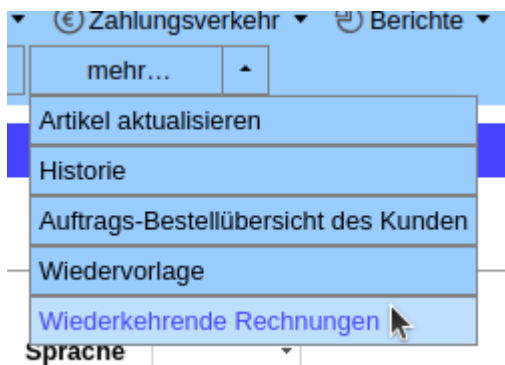 Zahlungsverkehr
Berichte
mehr...
Artikel aktualisieren
Historie
Auftrags-Bestellübersicht des Kunden
Wiedervorlage
Wiederkehrende Rechnungen
Sprache